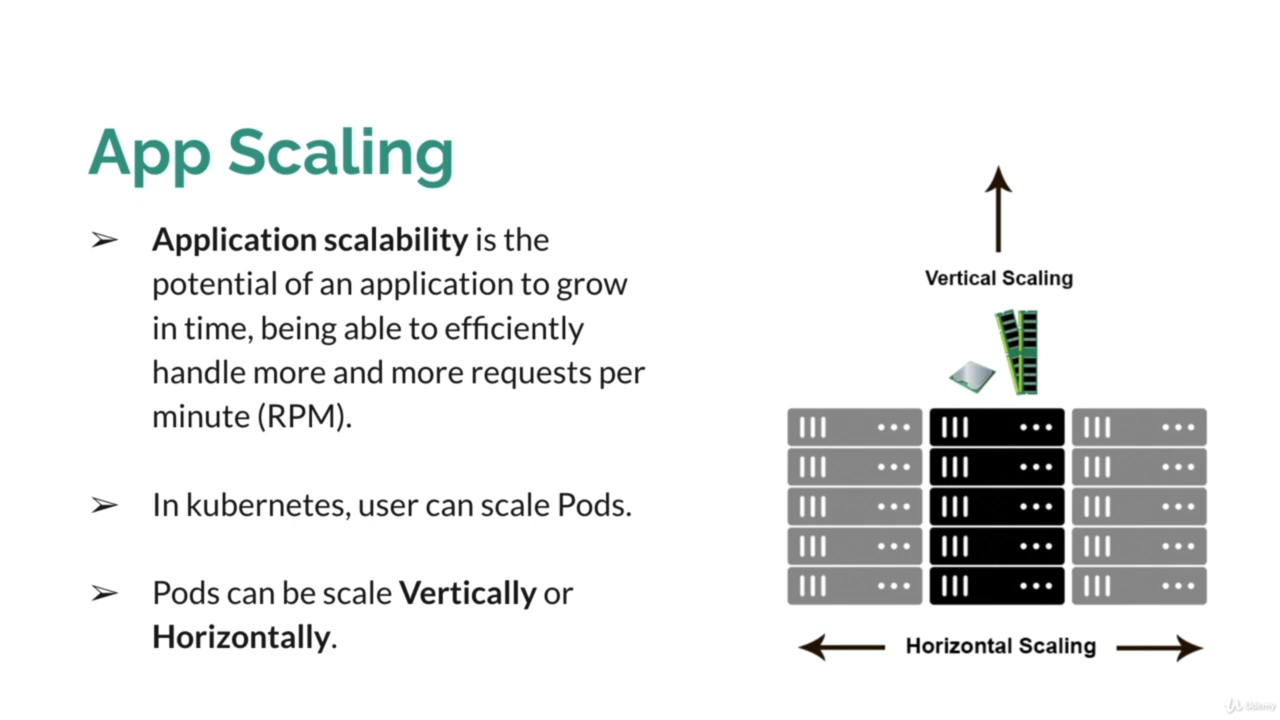 App Scaling
➢ Application scalability is the
potential of an application to grow
in time, being able to efficiently
handle more and more requests per
minute (RPM).
➢ In kubernetes, user can scale Pods.
➢ Pods can be scale Vertically or
Horizontally.
Vertical Scaling
Horizontal Scaling
Udemy